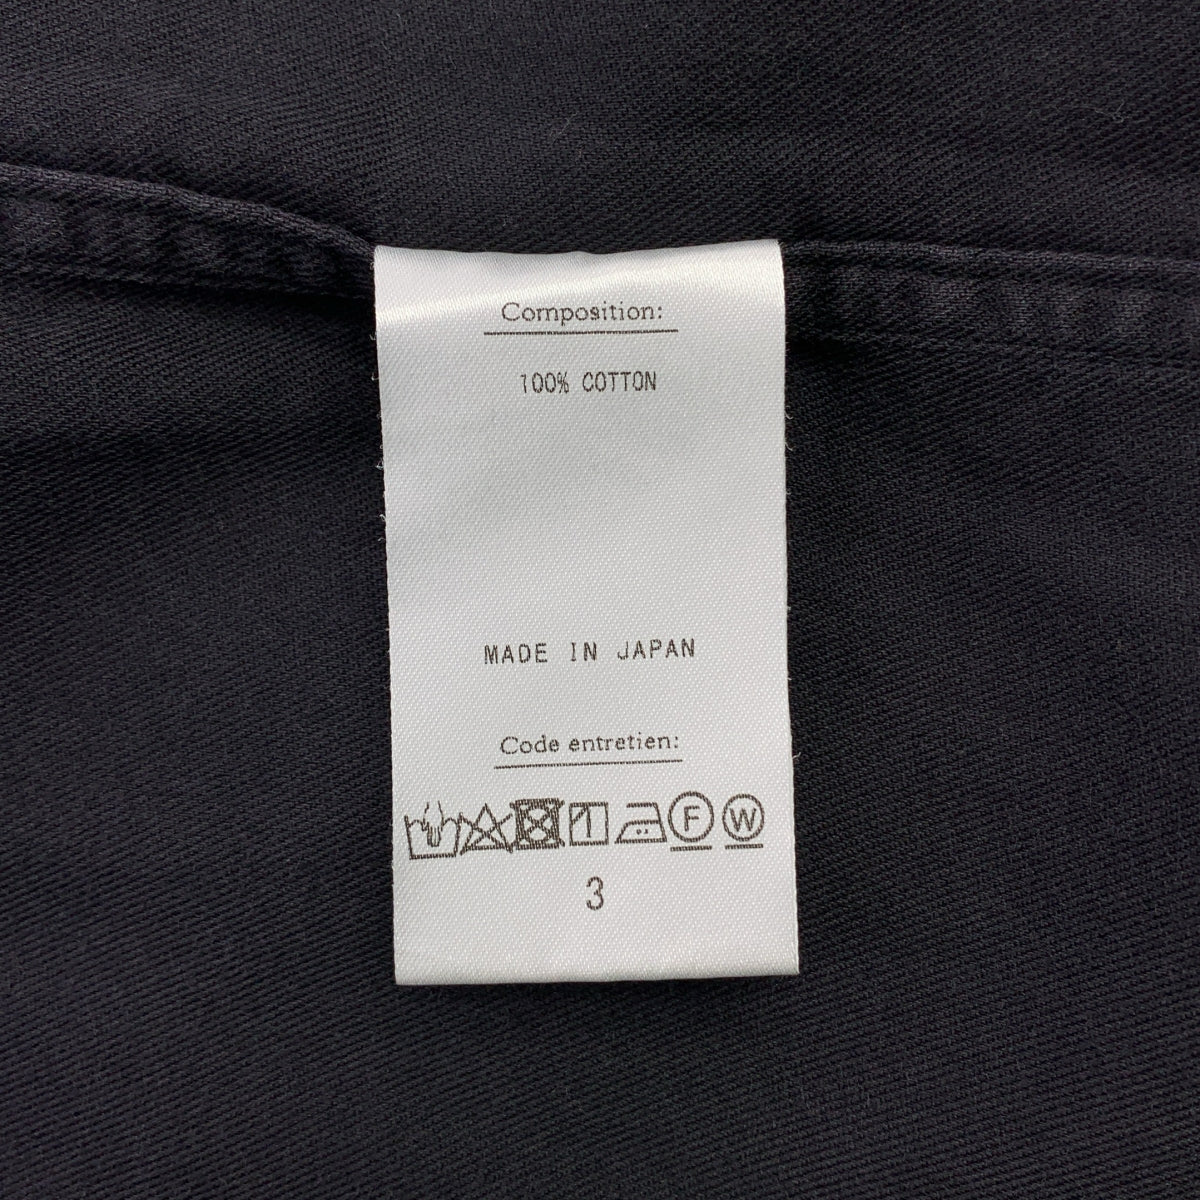 Composition:
100% COTTON
MADE IN JAPAN
Code entretien:
F W
3